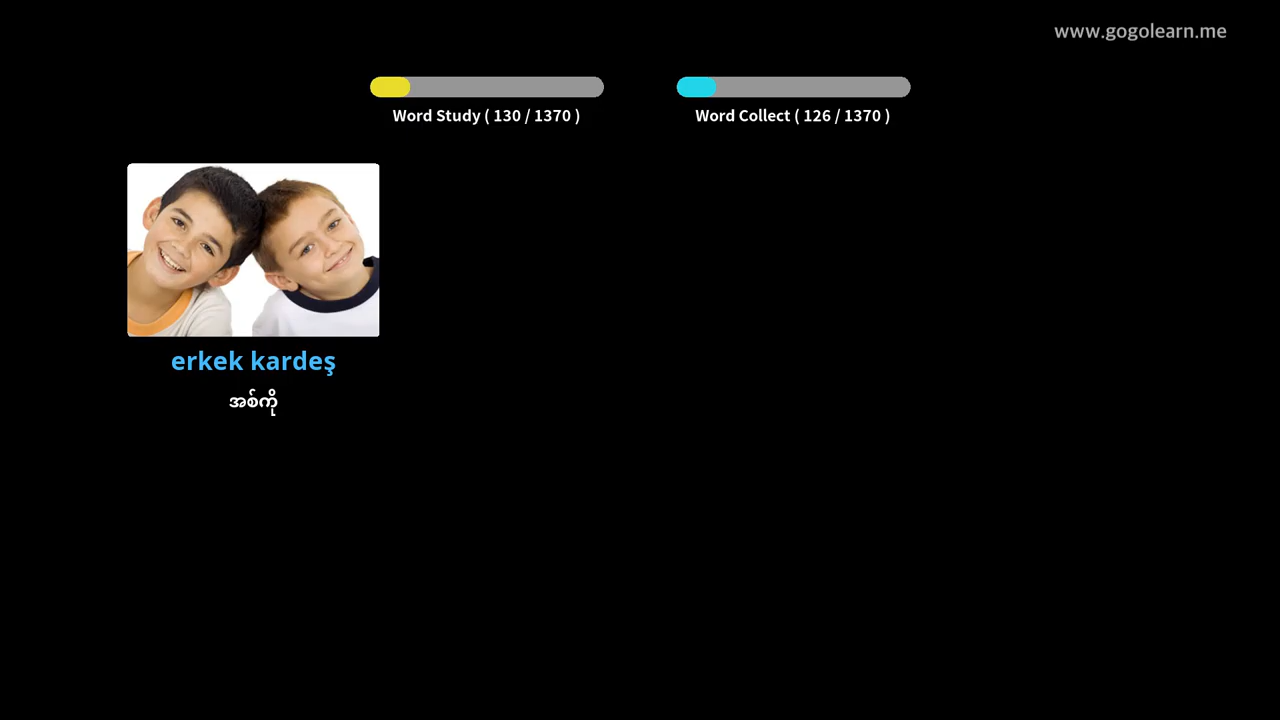 www.gogolearn.me
Word Study ( 130 / 1370 )
Word Collect ( 126 / 1370 )
erkek kardeş
အစ်ကို